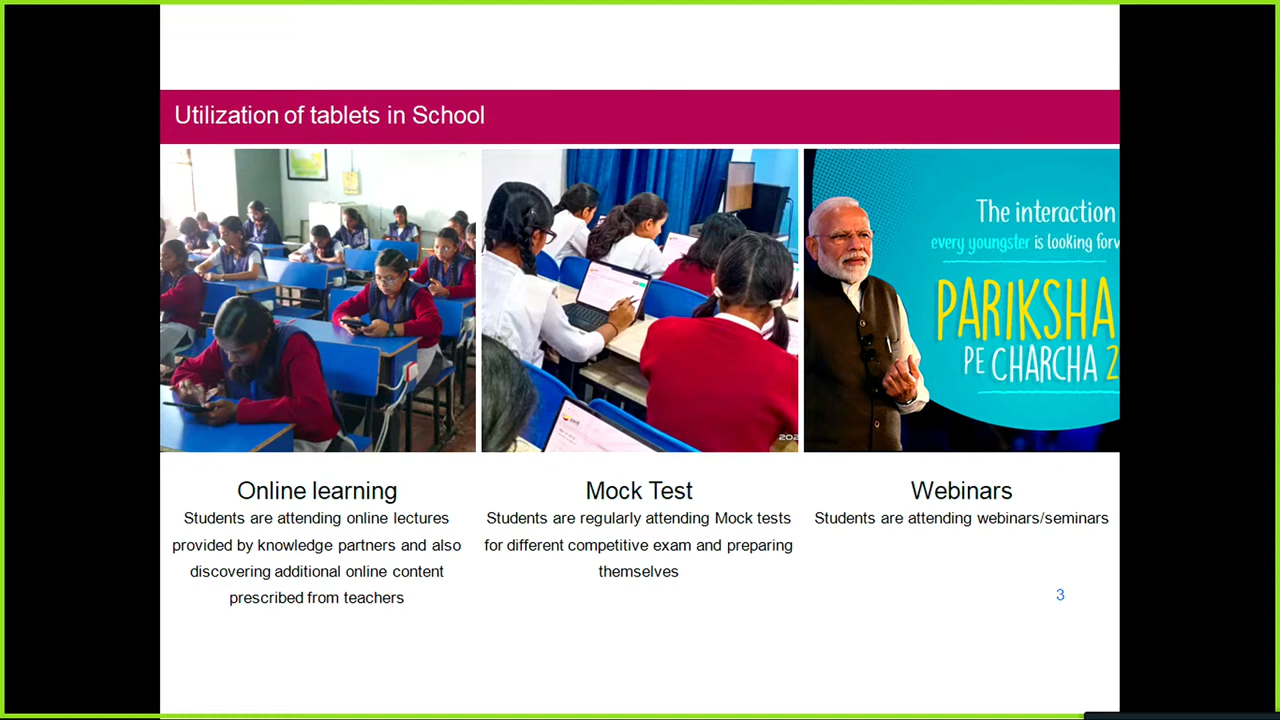 Utilization of tablets in School
The interaction
every youngster is looking forw
PARIKSHA
PE CHARCHA 2
202
Online learning
Students are attending online lectures
provided by knowledge partners and also
discovering additional online content
prescribed from teachers
Mock Test
Students are regularly attending Mock tests
for different competitive exam and preparing
themselves
Webinars
Students are attending webinars/seminars
3